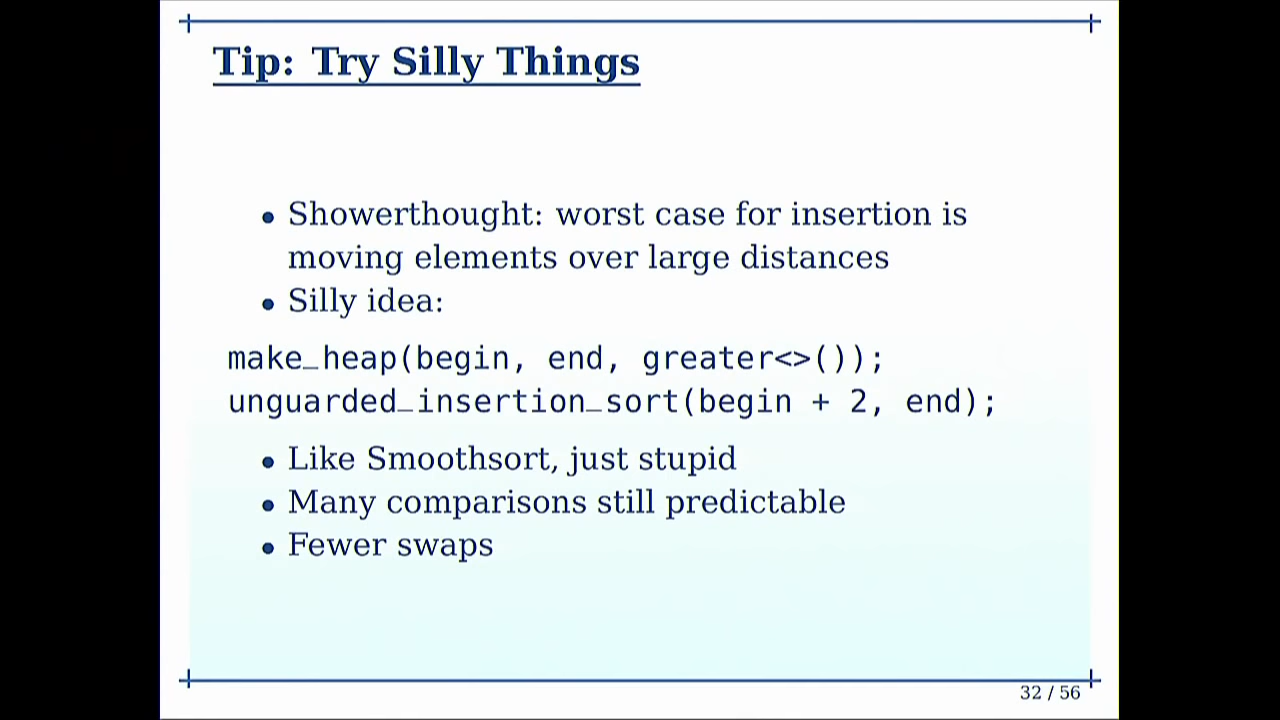 Tip: Try Silly Things
• Showerthought: worst case for insertion is
moving elements over large distances
• Silly idea:
make_heap(begin, end, greater<>());
unguarded_insertion_sort(begin + 2, end);
• Like Smoothsort, just stupid
• Many comparisons still predictable
• Fewer swaps
32 / 56